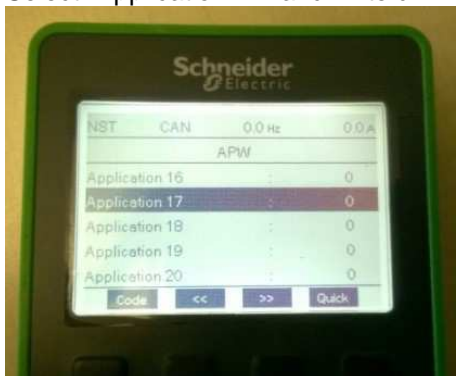 Schneider
Electric
NST CAN 0.0 Hz 0.0 A
APW
Application 16 : 0
Application 17 : 0
Application 18 : 0
Application 19 : 0
Application 20 : 0
Code << >> Quick